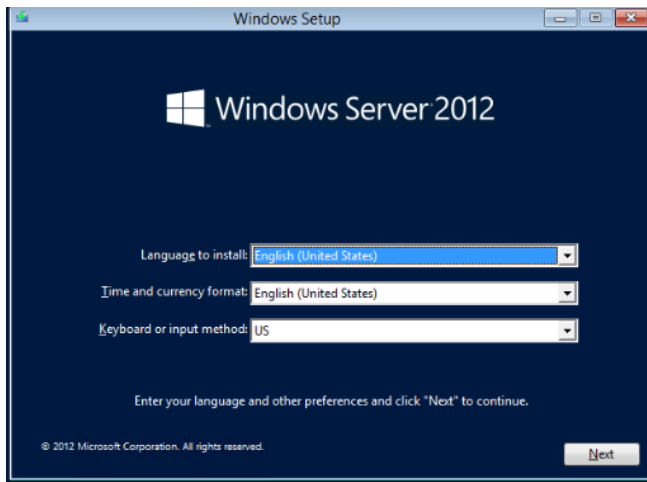 Windows Setup
Windows Server 2012
Language to install: English (United States)
Time and currency format: English (United States)
Keyboard or input method: US
Enter your language and other preferences and click "Next" to continue.
© 2012 Microsoft Corporation. All rights reserved.
Next